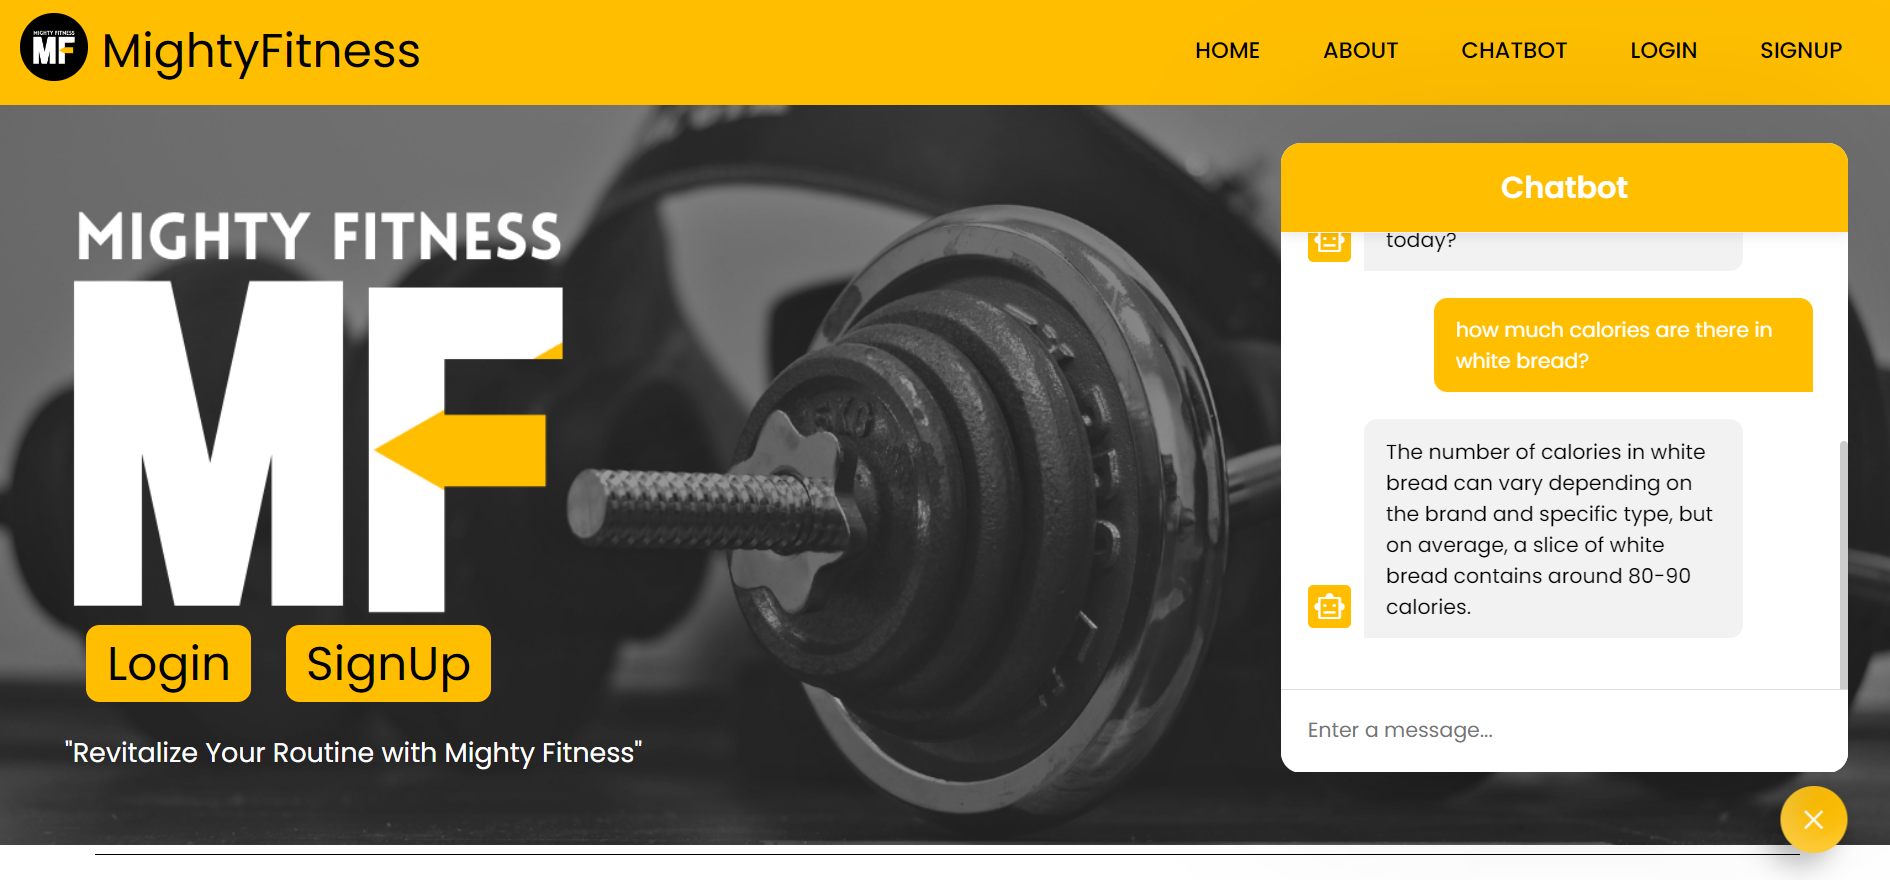 MIGHTY FITNESS
MF
MightyFitness
HOME
ABOUT
CHATBOT
LOGIN
SIGNUP
MIGHTY FITNESS
MF
Login
SignUp
"Revitalize Your Routine with Mighty Fitness"
Chatbot
today?
how much calories are there in
white bread?
The number of calories in white
bread can vary depending on
the brand and specific type, but
on average, a slice of white
bread contains around 80-90
calories.
Enter a message...